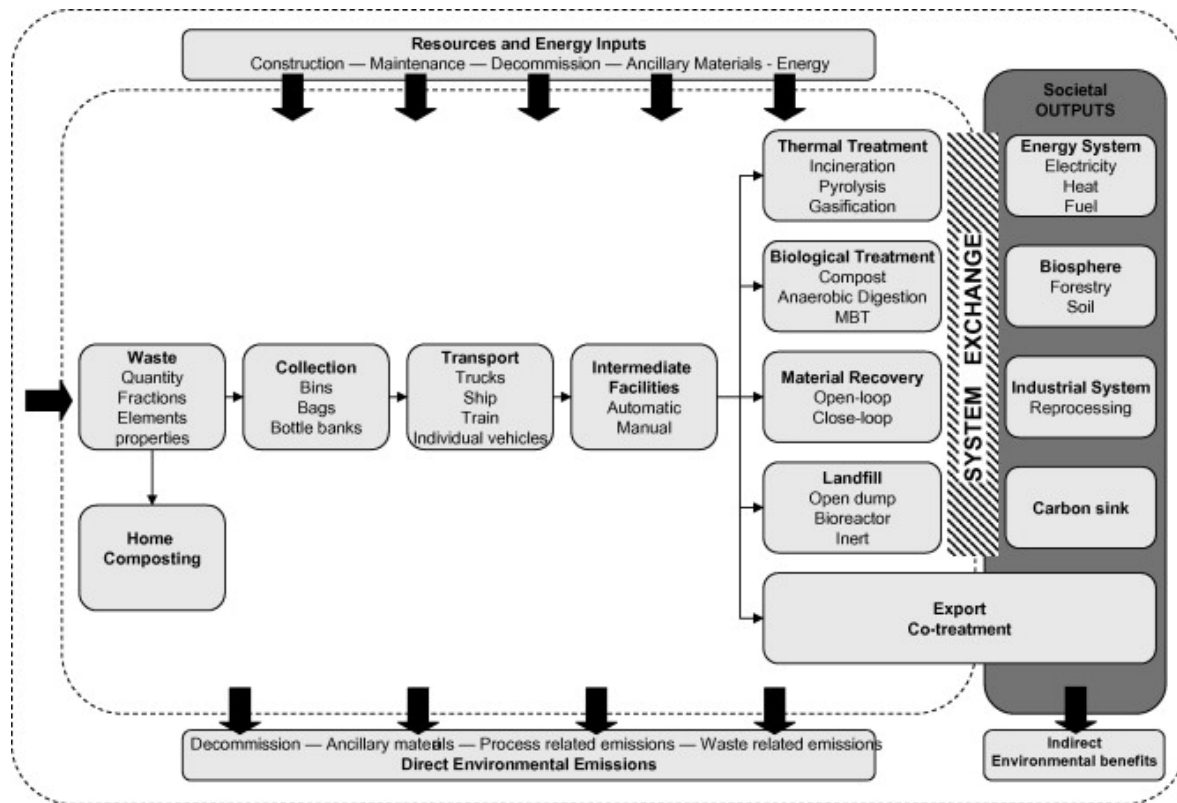 Resources and Energy Inputs
Construction — Maintenance — Decommission — Ancillary Materials - Energy
Societal
OUTPUTS
Thermal Treatment
Incineration
Pyrolysis
Gasification
Energy System
Electricity
Heat
Fuel
Biological Treatment
Compost
Anaerobic Digestion
MBT
SYSTEM EXCHANGE
Biosphere
Forestry
Soil
Waste
Quantity
Fractions
Elements
properties
Collection
Bins
Bags
Bottle banks
Transport
Trucks
Ship
Train
Individual vehicles
Intermediate
Facilities
Automatic
Manual
Material Recovery
Open-loop
Close-loop
Industrial System
Reprocessing
Landfill
Open dump
Bioreactor
Inert
Carbon sink
Home
Composting
Export
Co-treatment
Decommission — Ancillary materials — Process related emissions — Waste related emissions
Direct Environmental Emissions
Indirect
Environmental benefits